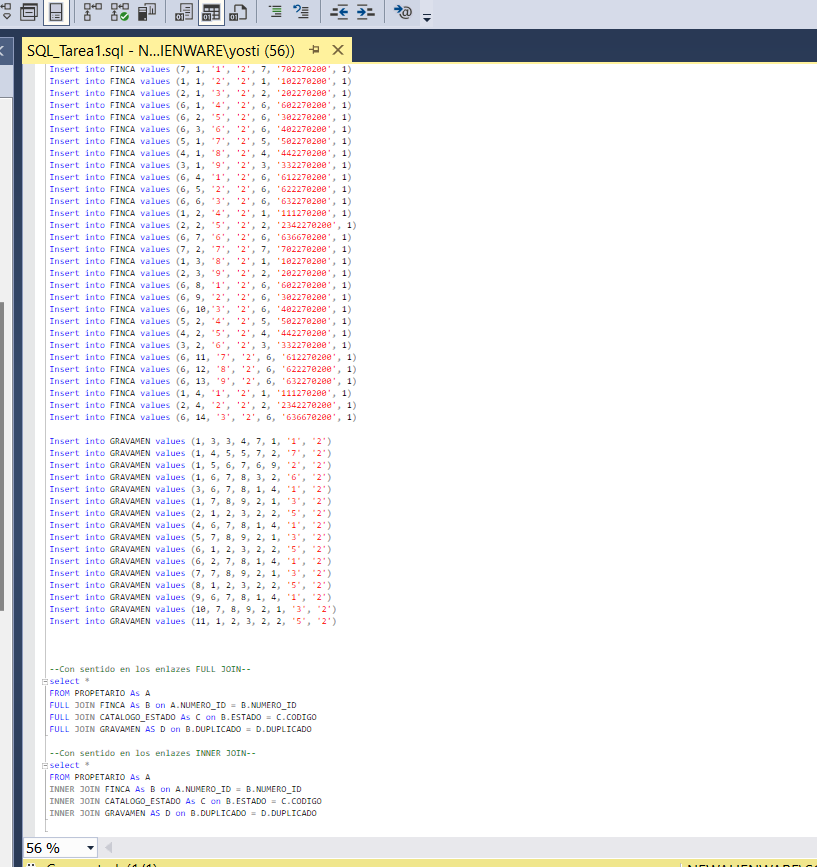 SQL_Tarea1.sql - N...IENWARE\yosti (56))
Insert into FINCA values (7, 1, '1', '2', 7, '702270200', 1)
Insert into FINCA values (1, 1, '2', '2', 1, '102270200', 1)
Insert into FINCA values (2, 1, '3', '2', 2, '202270200', 1)
Insert into FINCA values (6, 1, '4', '2', 6, '602270200', 1)
Insert into FINCA values (6, 2, '5', '2', 6, '302270200', 1)
Insert into FINCA values (6, 3, '6', '2', 6, '402270200', 1)
Insert into FINCA values (5, 1, '7', '2', 5, '502270200', 1)
Insert into FINCA values (4, 1, '8', '2', 4, '442270200', 1)
Insert into FINCA values (3, 1, '9', '2', 3, '332270200', 1)
Insert into FINCA values (6, 4, '1', '2', 6, '612270200', 1)
Insert into FINCA values (6, 5, '2', '2', 6, '622270200', 1)
Insert into FINCA values (6, 6, '3', '2', 6, '632270200', 1)
Insert into FINCA values (1, 2, '4', '2', 1, '111270200', 1)
Insert into FINCA values (2, 2, '5', '2', 2, '2342270200', 1)
Insert into FINCA values (6, 7, '6', '2', 6, '636670200', 1)
Insert into FINCA values (7, 2, '7', '2', 7, '702270200', 1)
Insert into FINCA values (1, 3, '8', '2', 1, '102270200', 1)
Insert into FINCA values (2, 3, '9', '2', 2, '202270200', 1)
Insert into FINCA values (6, 8, '1', '2', 6, '602270200', 1)
Insert into FINCA values (6, 9, '2', '2', 6, '302270200', 1)
Insert into FINCA values (6, 10,'3', '2', 6, '402270200', 1)
Insert into FINCA values (5, 2, '4', '2', 5, '502270200', 1)
Insert into FINCA values (4, 2, '5', '2', 4, '442270200', 1)
Insert into FINCA values (3, 2, '6', '2', 3, '332270200', 1)
Insert into FINCA values (6, 11, '7', '2', 6, '612270200', 1)
Insert into FINCA values (6, 12, '8', '2', 6, '622270200', 1)
Insert into FINCA values (6, 13, '9', '2', 6, '632270200', 1)
Insert into FINCA values (1, 4, '1', '2', 1, '111270200', 1)
Insert into FINCA values (2, 4, '2', '2', 2, '2342270200', 1)
Insert into FINCA values (6, 14, '3', '2', 6, '636670200', 1)
Insert into GRAVAMEN values (1, 3, 3, 4, 7, 1, '1', '2')
Insert into GRAVAMEN values (1, 4, 5, 5, 7, 2, '7', '2')
Insert into GRAVAMEN values (1, 5, 6, 7, 6, 9, '2', '2')
Insert into GRAVAMEN values (1, 6, 7, 8, 3, 2, '6', '2')
Insert into GRAVAMEN values (3, 6, 7, 8, 1, 4, '1', '2')
Insert into GRAVAMEN values (1, 7, 8, 9, 2, 1, '3', '2')
Insert into GRAVAMEN values (2, 1, 2, 3, 2, 2, '5', '2')
Insert into GRAVAMEN values (4, 6, 7, 8, 1, 4, '1', '2')
Insert into GRAVAMEN values (5, 7, 8, 9, 2, 1, '3', '2')
Insert into GRAVAMEN values (6, 1, 2, 3, 2, 2, '5', '2')
Insert into GRAVAMEN values (6, 2, 7, 8, 1, 4, '1', '2')
Insert into GRAVAMEN values (7, 7, 8, 9, 2, 1, '3', '2')
Insert into GRAVAMEN values (8, 1, 2, 3, 2, 2, '5', '2')
Insert into GRAVAMEN values (9, 6, 7, 8, 1, 4, '1', '2')
Insert into GRAVAMEN values (10, 7, 8, 9, 2, 1, '3', '2')
Insert into GRAVAMEN values (11, 1, 2, 3, 2, 2, '5', '2')
--Con sentido en los enlazes FULL JOIN--
select *
FROM PROPETARIO As A
FULL JOIN FINCA As B on A.NUMERO_ID = B.NUMERO_ID
FULL JOIN CATALOGO_ESTADO As C on B.ESTADO = C.CODIGO
FULL JOIN GRAVAMEN AS D on B.DUPLICADO = D.DUPLICADO
--Con sentido en los enlazes INNER JOIN--
select *
FROM PROPETARIO As A
INNER JOIN FINCA As B on A.NUMERO_ID = B.NUMERO_ID
INNER JOIN CATALOGO_ESTADO As C on B.ESTADO = C.CODIGO
INNER JOIN GRAVAMEN AS D on B.DUPLICADO = D.DUPLICADO
56 %